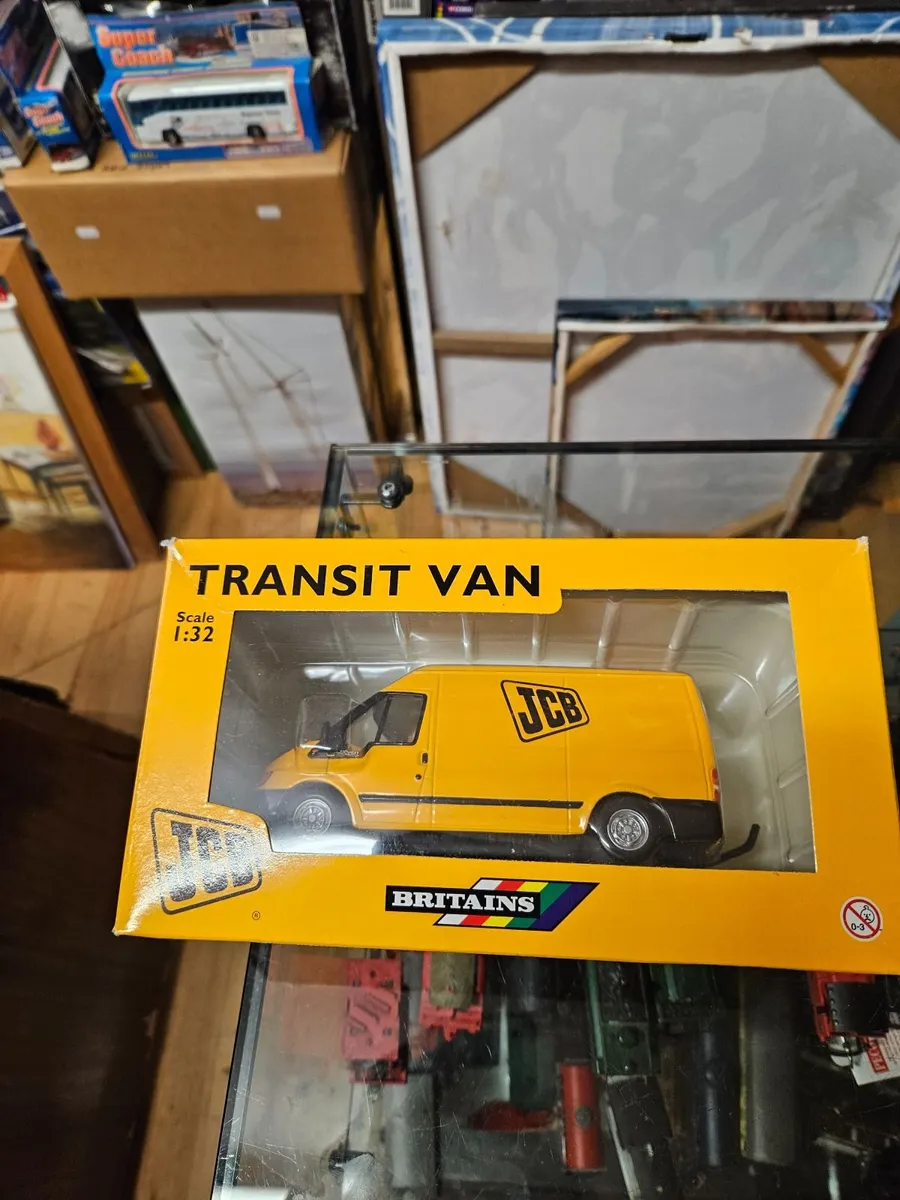 Super
Coach
TRANSIT VAN
Scale
1:32
JCB
JCB
®
BRITAINS
0-3